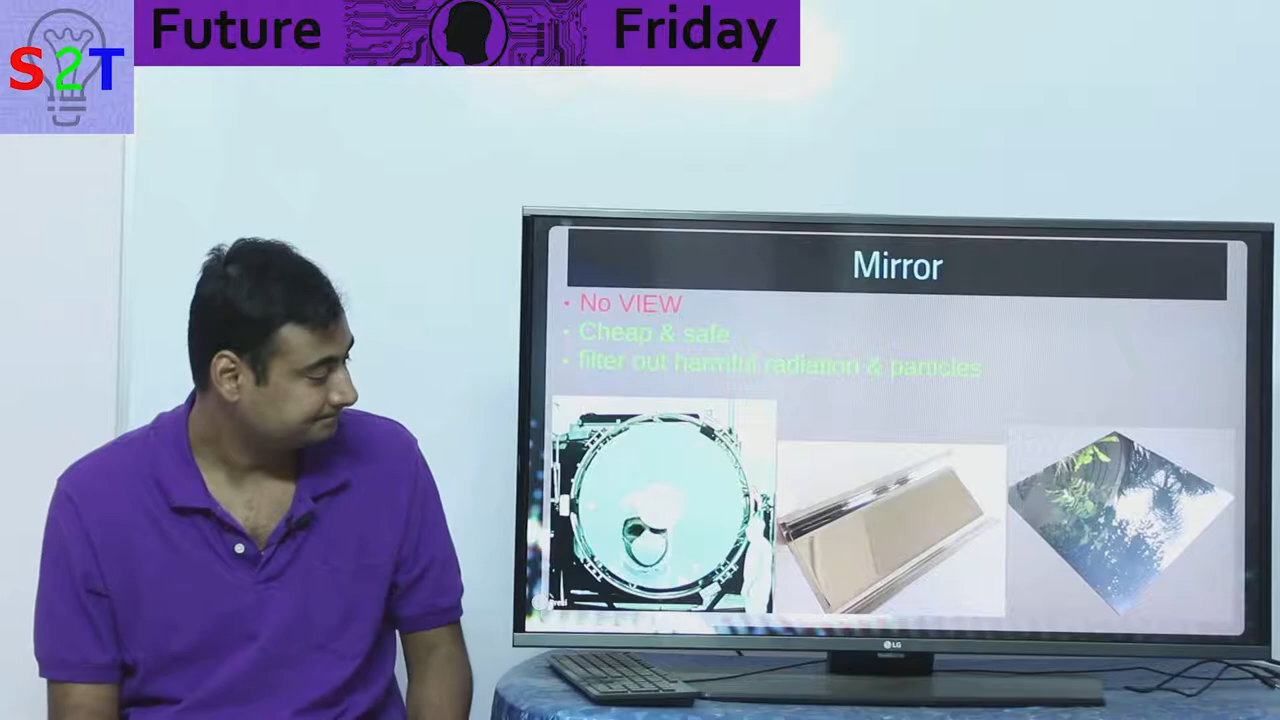 Future Friday
S2T
Mirror
• No VIEW
• Cheap & safe
• filter out harmful radiation & particles
LG